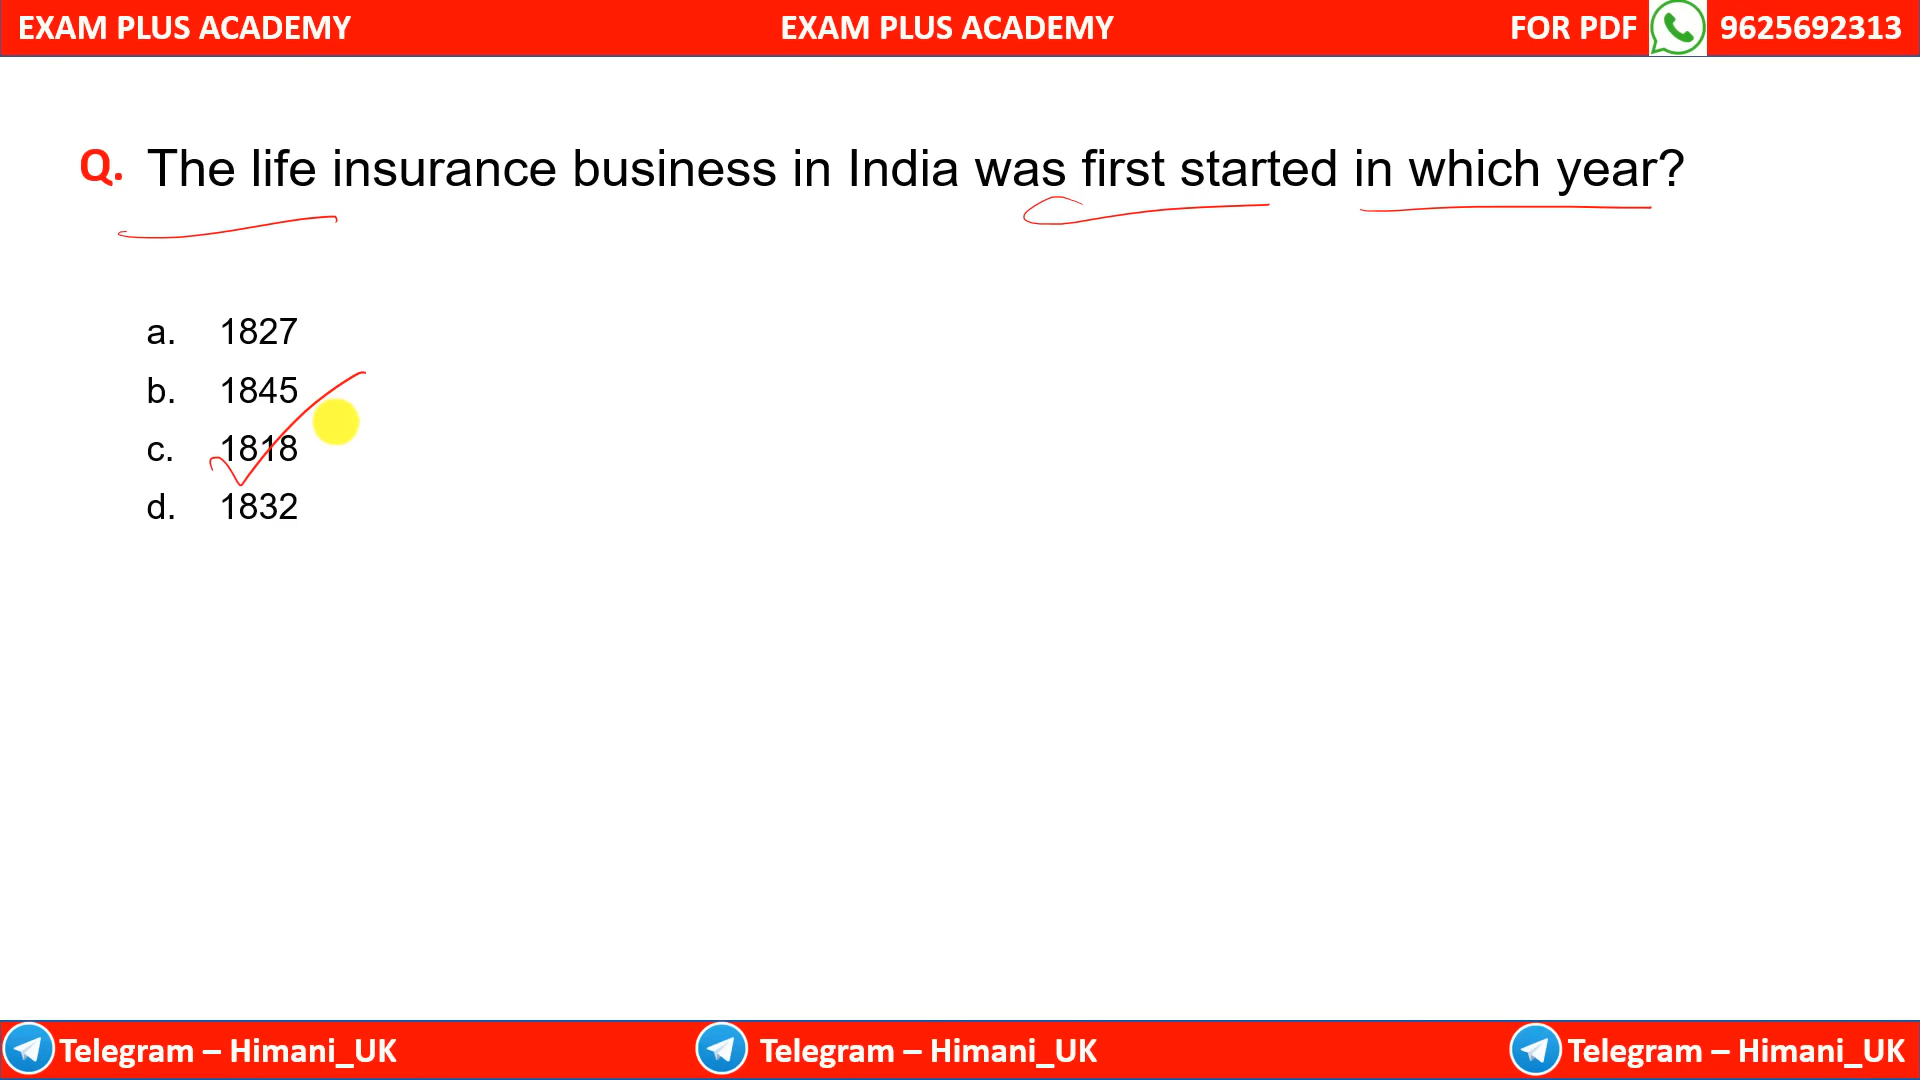 EXAM PLUS ACADEMY EXAM PLUS ACADEMY FOR PDF 9625692313
Q. The life insurance business in India was first started in which year?
a. 1827
b. 1845
c. 1818
d. 1832
Telegram – Himani_UK Telegram – Himani_UK Telegram – Himani_UK